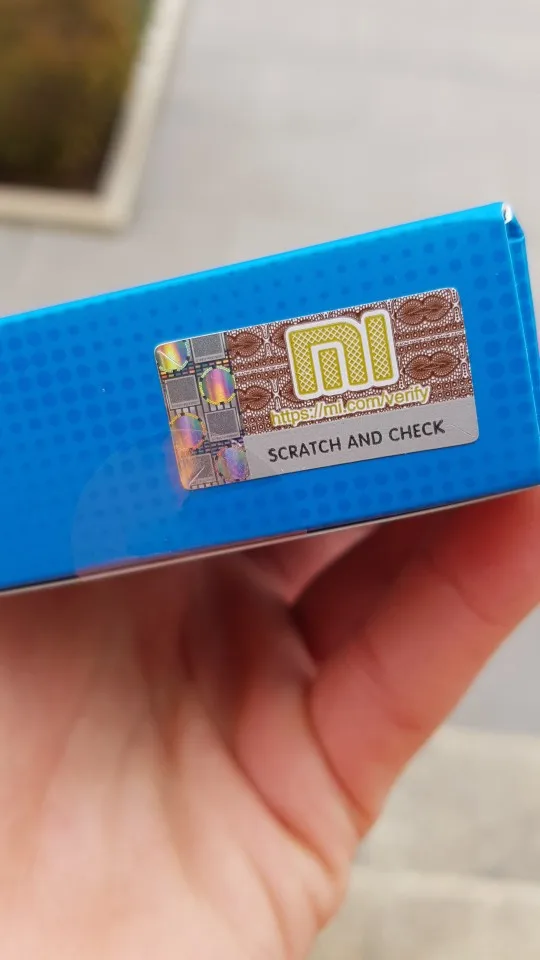 mi
https://mi.com/verify
SCRATCH AND CHECK